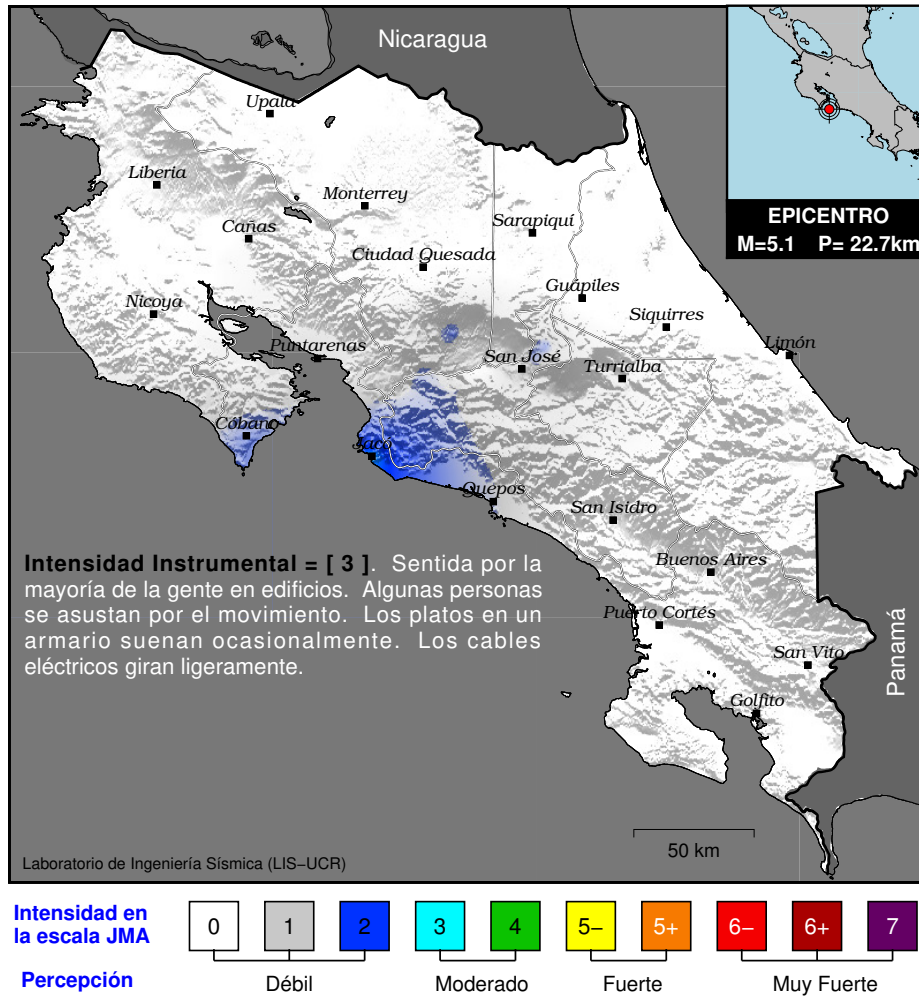 Nicaragua
Upala
Liberia
Monterrey
Cañas
Sarapiquí
Ciudad Quesada
Guápiles
Nicoya
Siquirres
Puntarenas
San José
Limón
Turrialba
Cóbano
Jacó
Quepos
San Isidro
Buenos Aires
Puerto Cortés
San Vito
Golfito
Panamá
EPICENTRO
M=5.1 P= 22.7km
Intensidad Instrumental = [ 3 ]. Sentida por la
mayoría de la gente en edificios. Algunas personas
se asustan por el movimiento. Los platos en un
armario suenan ocasionalmente. Los cables
eléctricos giran ligeramente.
50 km
Laboratorio de Ingeniería Sísmica (LIS−UCR)
Intensidad en
la escala JMA
0 1 2 3 4 5− 5+ 6− 6+ 7
Percepción
Débil Moderado Fuerte Muy Fuerte